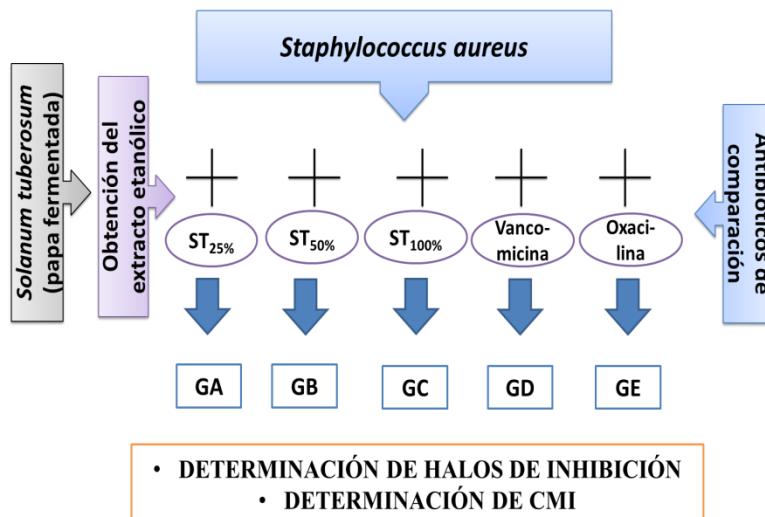 Staphylococcus aureus
Solanum tuberosum
(papa fermentada)
Obtención del
extracto etanólico
ST25%
ST50%
ST100%
Vanco-
micina
Oxaci-
lina
Antibióticos de
comparación
GA
GB
GC
GD
GE
• DETERMINACIÓN DE HALOS DE INHIBICIÓN
• DETERMINACIÓN DE CMI